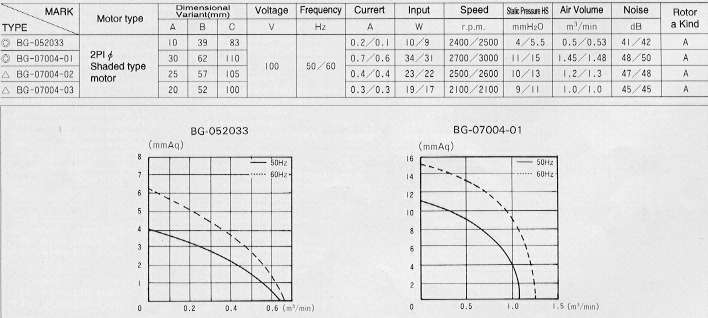 MARK
TYPE
Motor type
Dimensional
Variant(mm)
A B C
Voltage
V
Frequency
Hz
Currert
A
Input
W
Speed
r.p.m.
Static Pressure HS
mmH₂O
Air Volume
m³/min
Noise
dB
Rotor
a Kind
2PI ϕ
Shaded type
motor
100
50/60
◎ BG-052033 10 39 83 0.2/0.1 10/9 2400/2500 4/5.5 0.5/0.53 41/42 A
◎ BG-07004-01 30 62 110 0.7/0.6 34/31 2700/3000 11/15 1.45/1.48 48/50 A
△ BG-07004-02 25 57 105 0.4/0.4 23/22 2500/2600 10/13 1.2/1.3 47/48 A
△ BG-07004-03 20 52 100 0.3/0.3 19/17 2100/2100 9/11 1.0/1.0 45/45 A
BG-052033
(mmAq)
8
7
6
5
4
3
2
1
0 0.2 0.4 0.6 (m³/min)
50Hz
60Hz
BG-07004-01
(mmAq)
16
14
12
10
8
6
4
2
0 0.5 1.0 1.5 (m³/min)
50Hz
60Hz